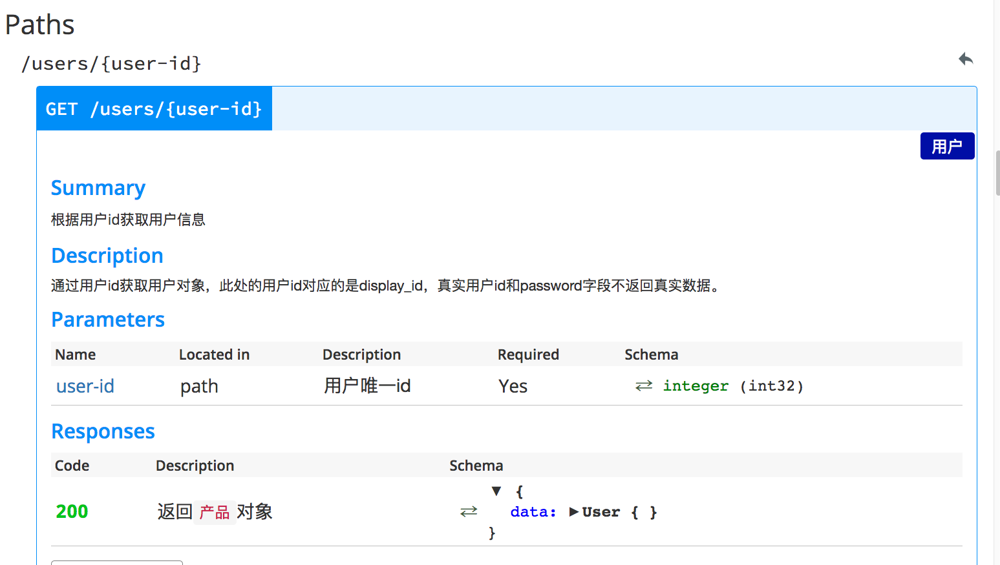 Paths
/users/{user-id}
GET /users/{user-id}
用户
Summary
根据用户id获取用户信息
Description
通过用户id获取用户对象，此处的用户id对应的是display_id，真实用户id和password字段不返回真实数据。
Parameters
Name Located in Description Required Schema
user-id path 用户唯一id Yes ⇄ integer (int32)
Responses
Code Description Schema
▼ {
200 返回 产品 对象 ⇄ data: ▶User { }
}